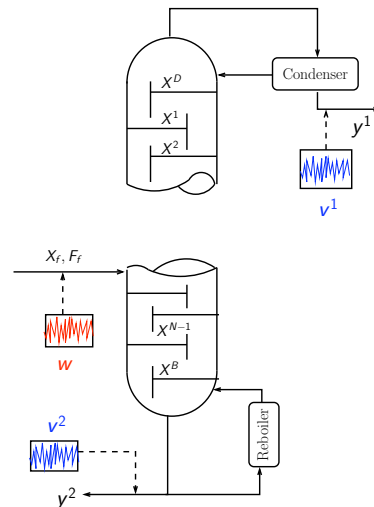 Condenser
X^D
X^1
y^1
X^2
v^1
X_f, F_f
X^{N-1}
w
X^B
v^2
Reboiler
y^2